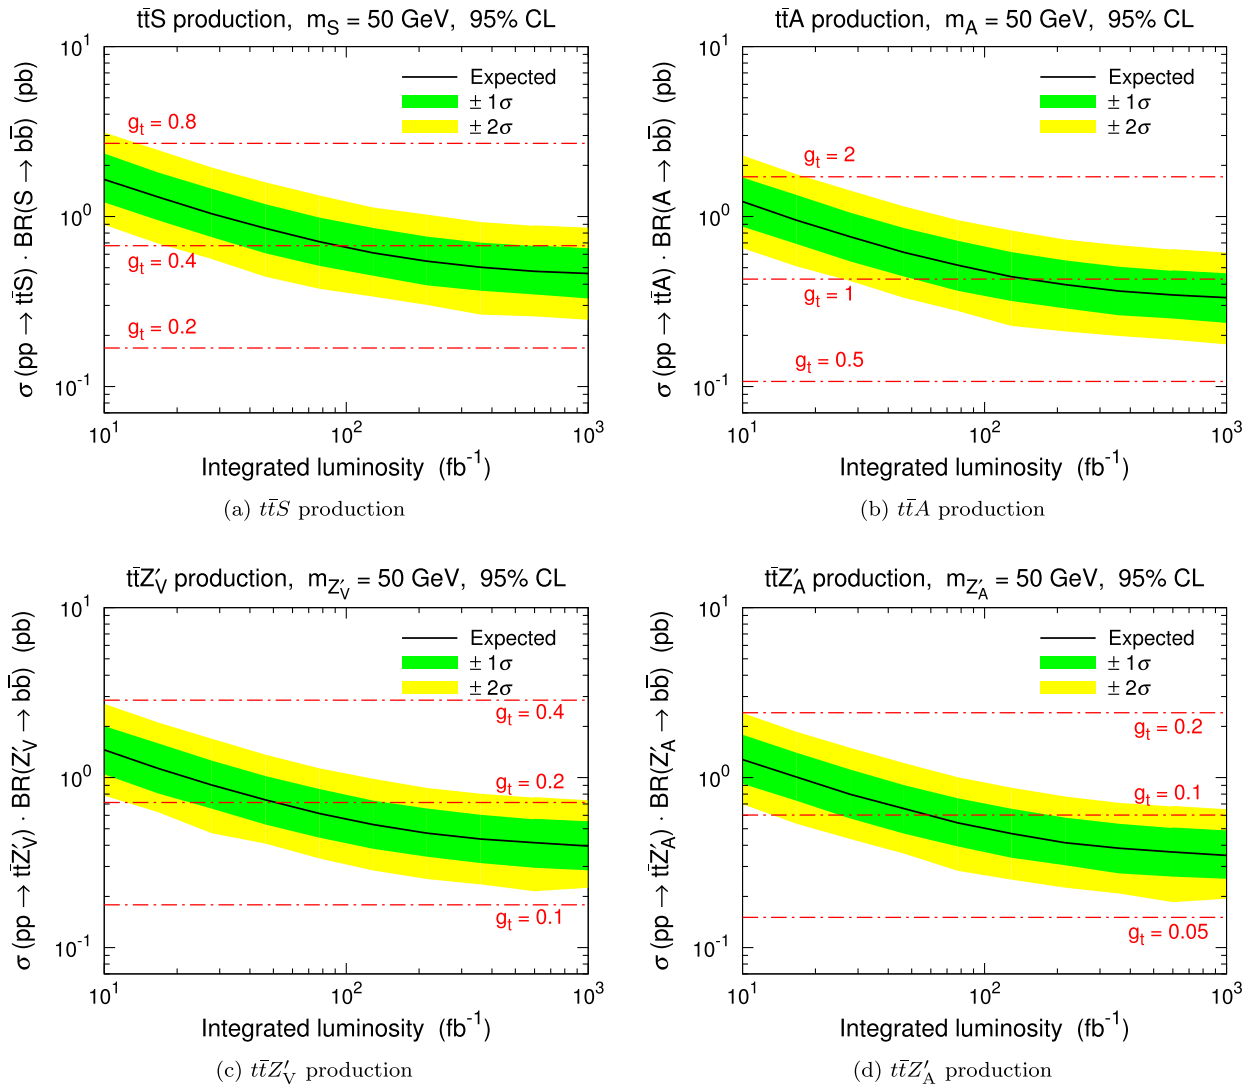 tt̄S production, m_S = 50 GeV, 95% CL
σ (pp → tt̄S) · BR(S → bb̄) (pb)
10^1
10^0
10^-1
Expected
± 1σ
± 2σ
g_t = 0.8
g_t = 0.4
g_t = 0.2
10^1 10^2 10^3
Integrated luminosity (fb^-1)
(a) tt̄S production
tt̄A production, m_A = 50 GeV, 95% CL
σ (pp → tt̄A) · BR(A → bb̄) (pb)
10^1
10^0
10^-1
Expected
± 1σ
± 2σ
g_t = 2
g_t = 1
g_t = 0.5
10^1 10^2 10^3
Integrated luminosity (fb^-1)
(b) tt̄A production
tt̄Z′_V production, m_Z′_V = 50 GeV, 95% CL
σ (pp → tt̄Z′_V) · BR(Z′_V → bb̄) (pb)
10^1
10^0
10^-1
Expected
± 1σ
± 2σ
g_t = 0.4
g_t = 0.2
g_t = 0.1
10^1 10^2 10^3
Integrated luminosity (fb^-1)
(c) tt̄Z′_V production
tt̄Z′_A production, m_Z′_A = 50 GeV, 95% CL
σ (pp → tt̄Z′_A) · BR(Z′_A → bb̄) (pb)
10^1
10^0
10^-1
Expected
± 1σ
± 2σ
g_t = 0.2
g_t = 0.1
g_t = 0.05
10^1 10^2 10^3
Integrated luminosity (fb^-1)
(d) tt̄Z′_A production